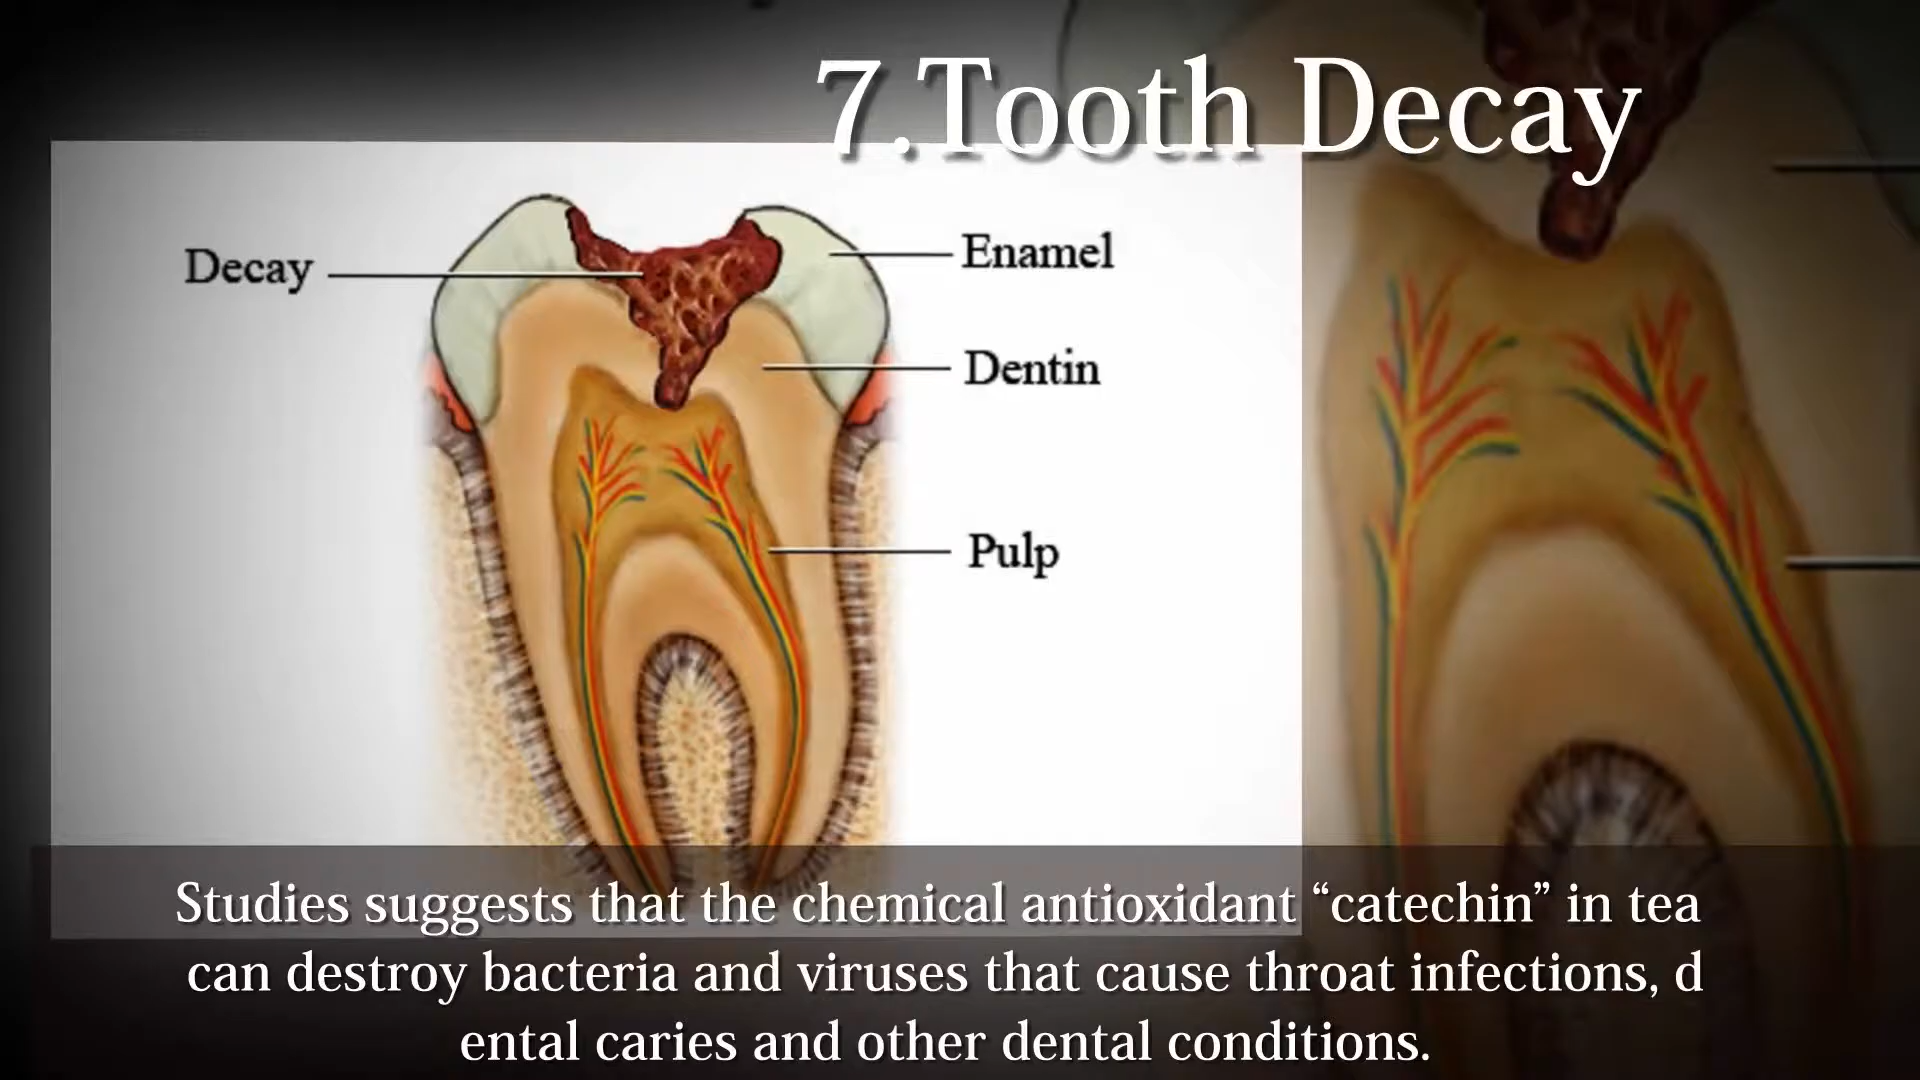 7.Tooth Decay
Decay
Enamel
Dentin
Pulp
Studies suggests that the chemical antioxidant “catechin” in tea
can destroy bacteria and viruses that cause throat infections, d
ental caries and other dental conditions.